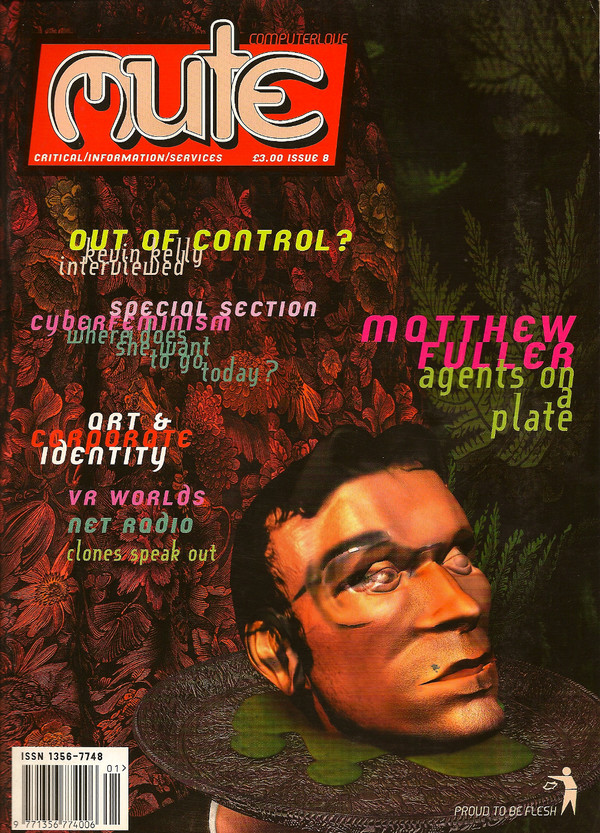 COMPUTERLOVE
mute
CRITICAL/INFORMATION/SERVICES £3.00 ISSUE 8
OUT OF CONTROL?
kevin kelly
interviewed
SPECIAL SECTION
cyberfeminism
where does
she want
to go
today?
MATTHEW
FULLER
agents on
a
plate
ART &
CORPORATE
IDENTITY
VR WORLDS
NET RADIO
clones speak out
ISSN 1356-7748
01>
9 771356 774006
PROUD TO BE FLESH